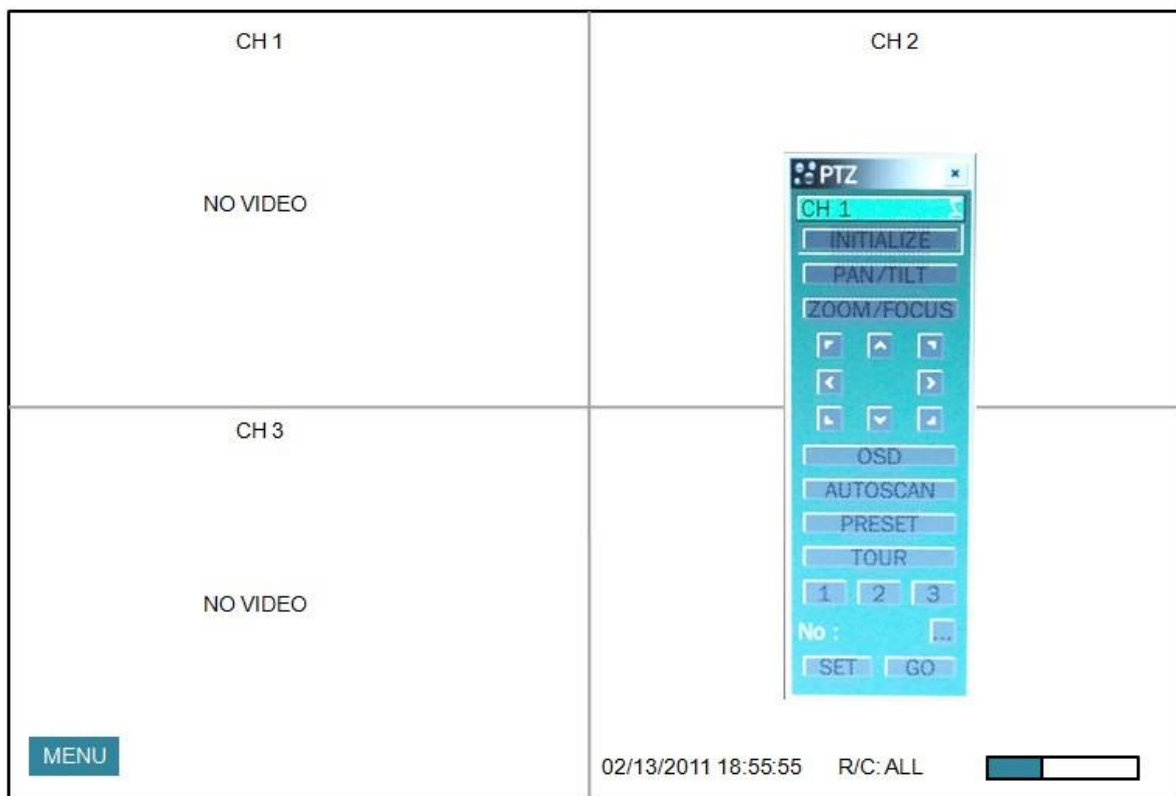 CH 1
CH 2
NO VIDEO
PTZ
CH 1
INITIALIZE
PAN/TILT
ZOOM/FOCUS
OSD
AUTOSCAN
PRESET
TOUR
1 2 3
No : ...
SET GO
CH 3
NO VIDEO
MENU
02/13/2011 18:55:55 R/C: ALL